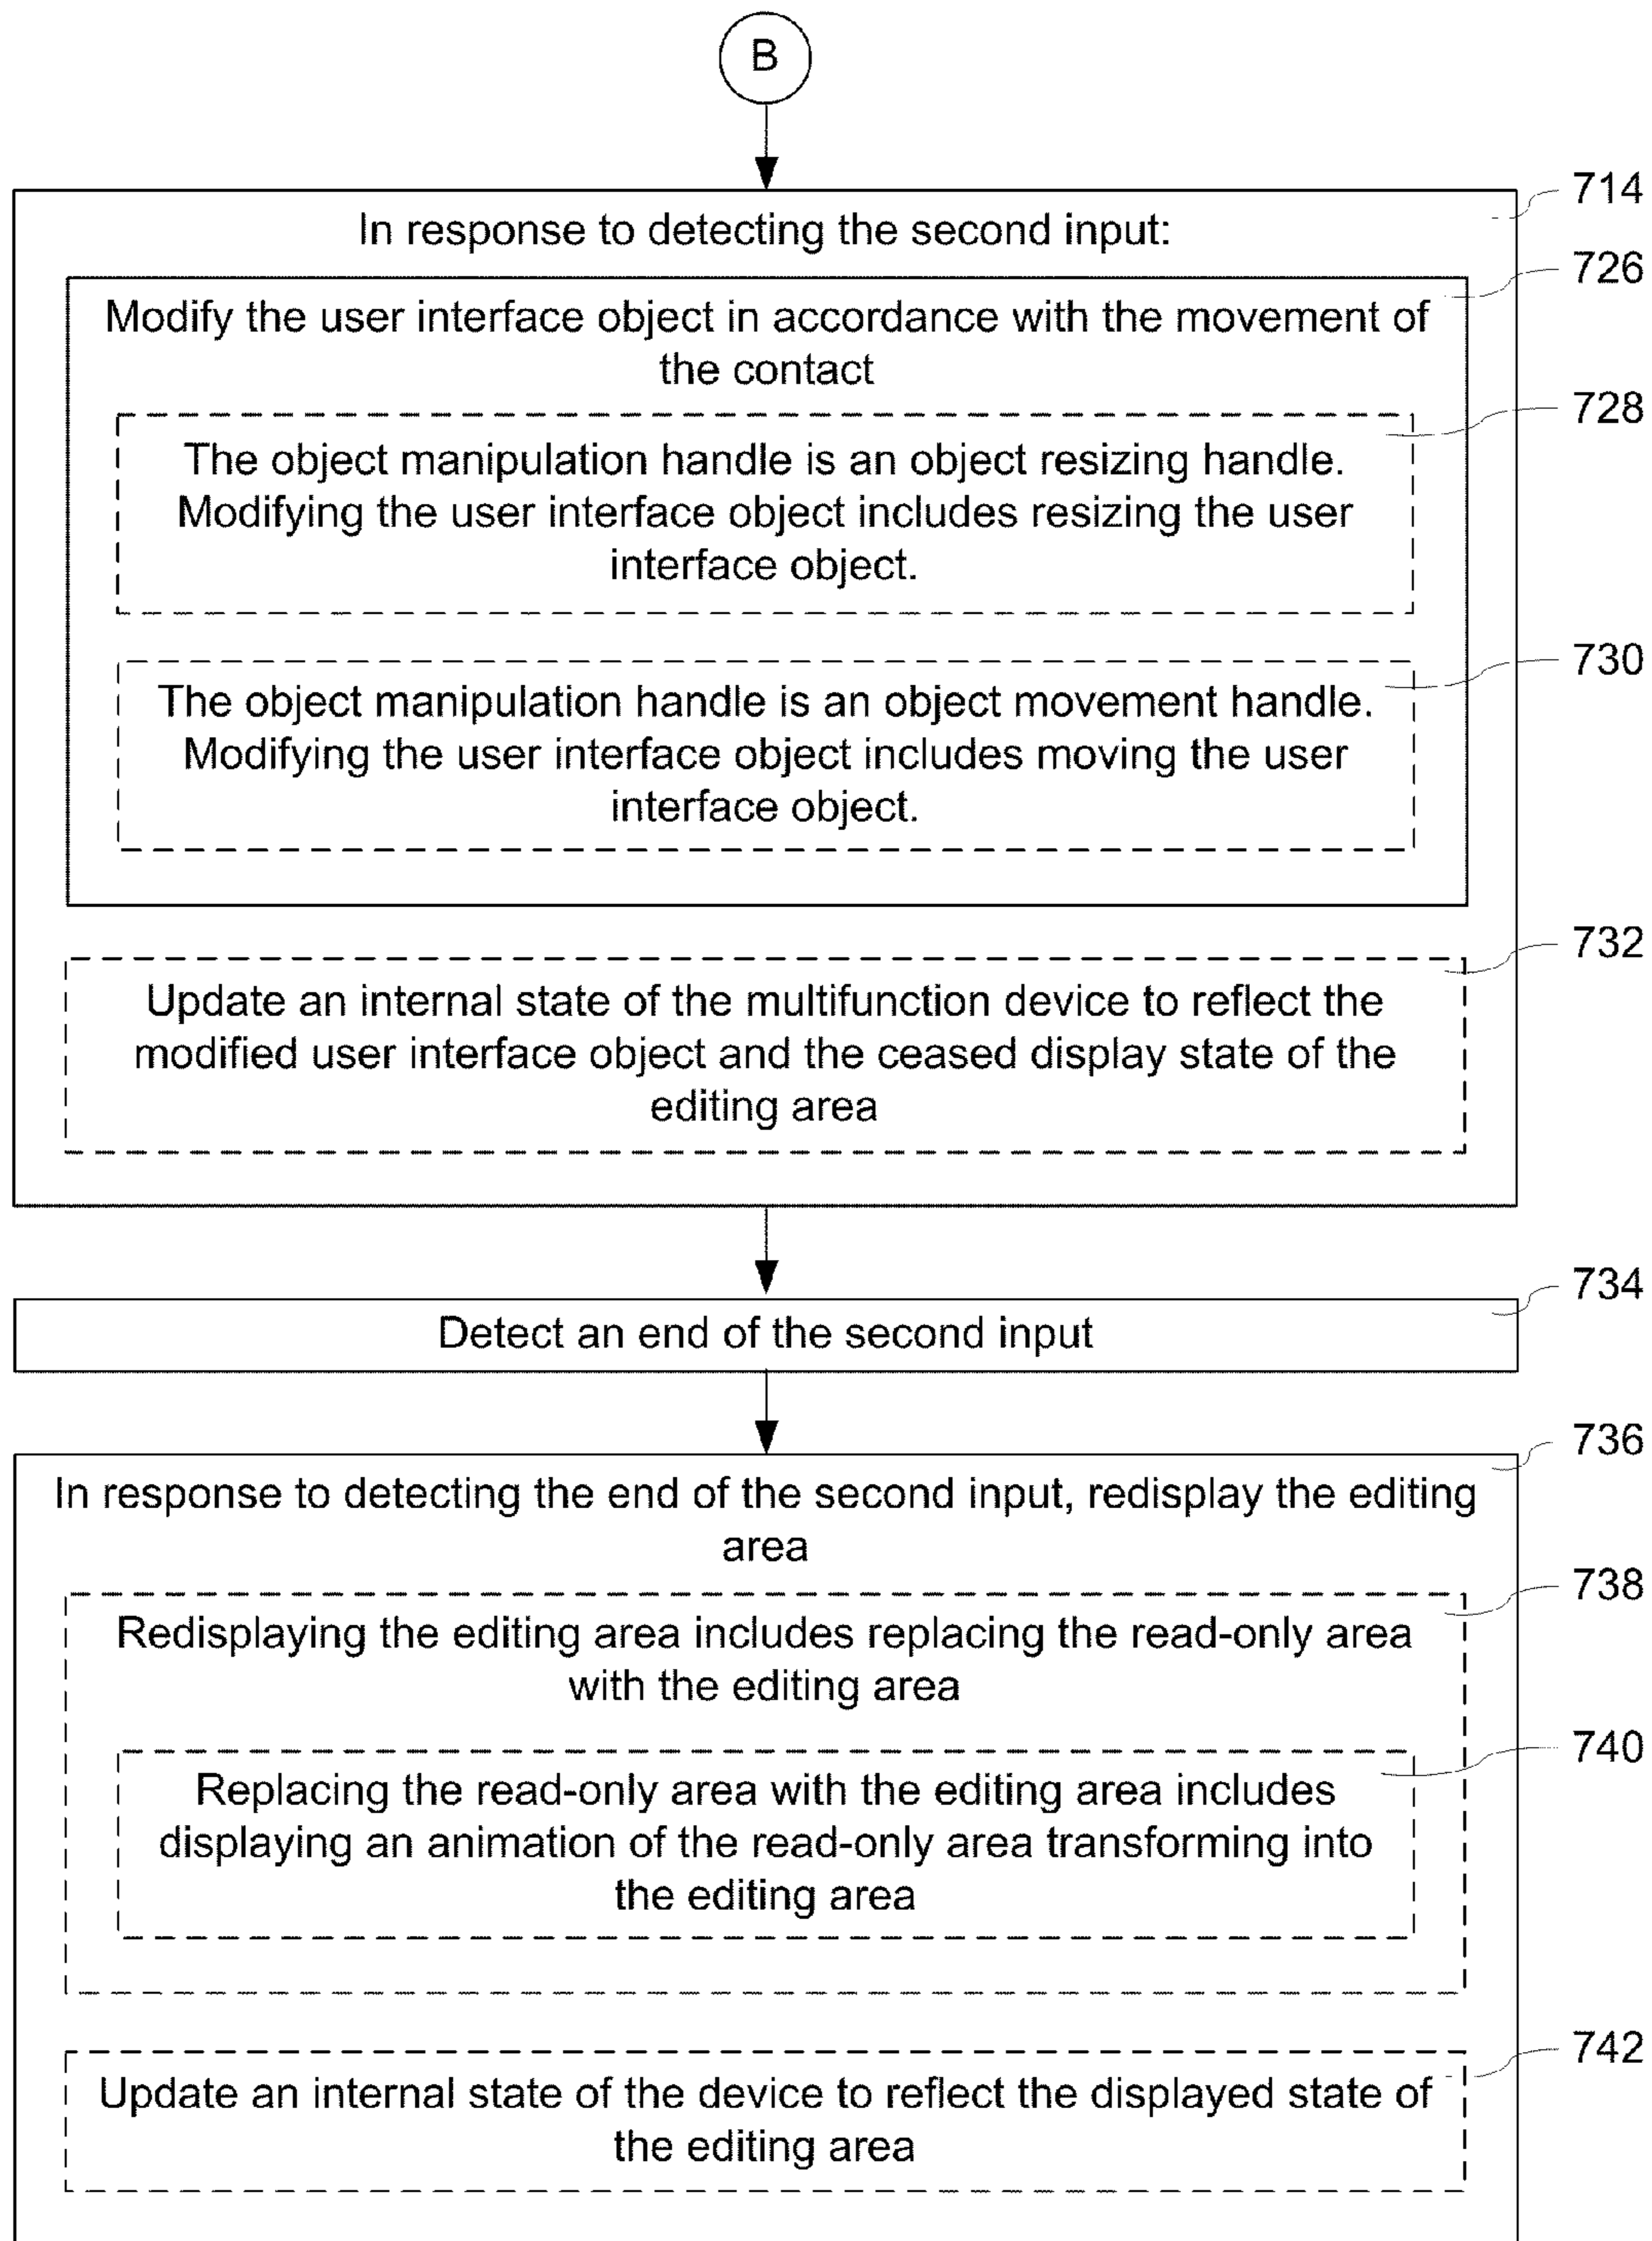 B
714
In response to detecting the second input:
726
Modify the user interface object in accordance with the movement of
the contact
728
The object manipulation handle is an object resizing handle.
Modifying the user interface object includes resizing the user
interface object.
730
The object manipulation handle is an object movement handle.
Modifying the user interface object includes moving the user
interface object.
732
Update an internal state of the multifunction device to reflect the
modified user interface object and the ceased display state of the
editing area
734
Detect an end of the second input
736
In response to detecting the end of the second input, redisplay the editing
area
738
Redisplaying the editing area includes replacing the read-only area
with the editing area
740
Replacing the read-only area with the editing area includes
displaying an animation of the read-only area transforming into
the editing area
742
Update an internal state of the device to reflect the displayed state of
the editing area